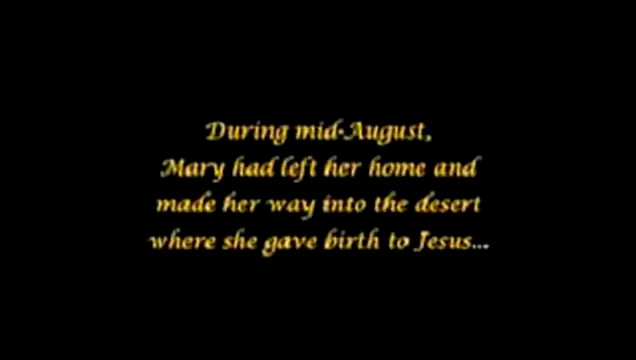 During mid-August,
Mary had left her home and
made her way into the desert
where she gave birth to Jesus...